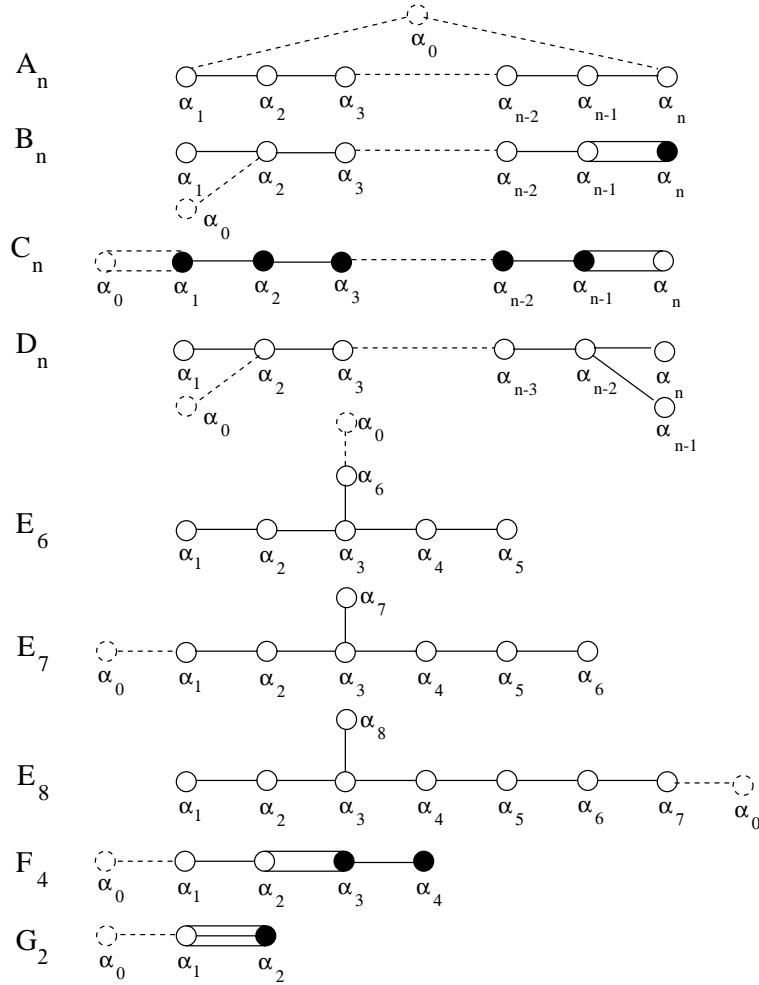 α₀
Aₙ
α₁ α₂ α₃ αₙ₋₂ αₙ₋₁ αₙ
Bₙ
α₁ α₂ α₃ αₙ₋₂ αₙ₋₁ αₙ
α₀
Cₙ
α₀ α₁ α₂ α₃ αₙ₋₂ αₙ₋₁ αₙ
Dₙ
α₁ α₂ α₃ αₙ₋₃ αₙ₋₂ αₙ
α₀ αₙ₋₁
α₀
α₆
E₆
α₁ α₂ α₃ α₄ α₅
α₇
E₇
α₀ α₁ α₂ α₃ α₄ α₅ α₆
α₈
E₈
α₁ α₂ α₃ α₄ α₅ α₆ α₇ α₀
F₄
α₀ α₁ α₂ α₃ α₄
G₂
α₀ α₁ α₂